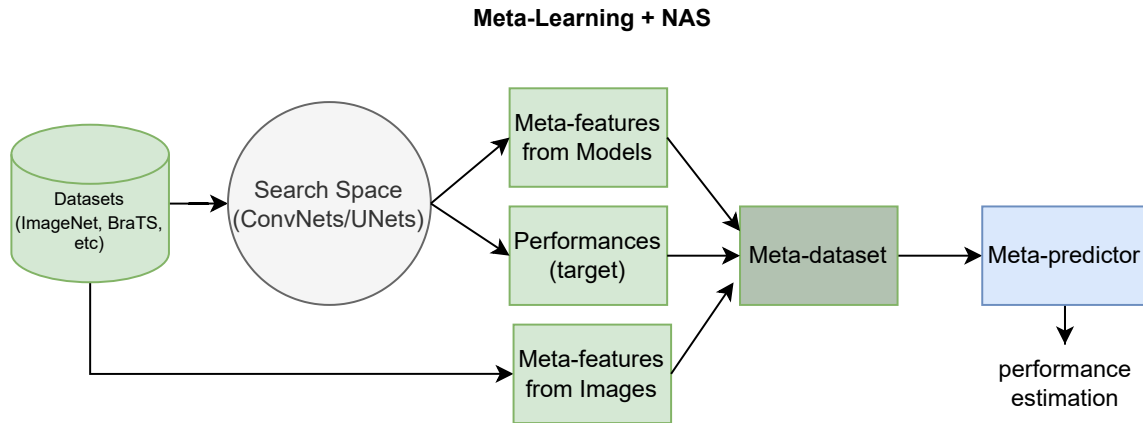 Meta-Learning + NAS
Datasets
(ImageNet, BraTS,
etc)
Search Space
(ConvNets/UNets)
Meta-features
from Models
Performances
(target)
Meta-features
from Images
Meta-dataset
Meta-predictor
performance
estimation